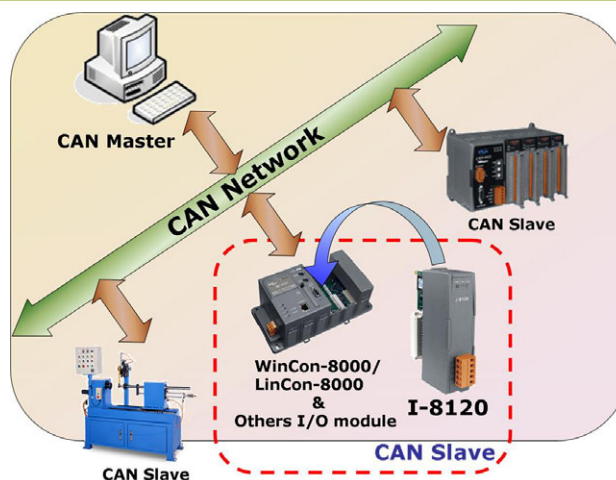 CAN Master
CAN Network
CAN Slave
WinCon-8000/
LinCon-8000
&
Others I/O module
I-8120
CAN Slave
CAN Slave